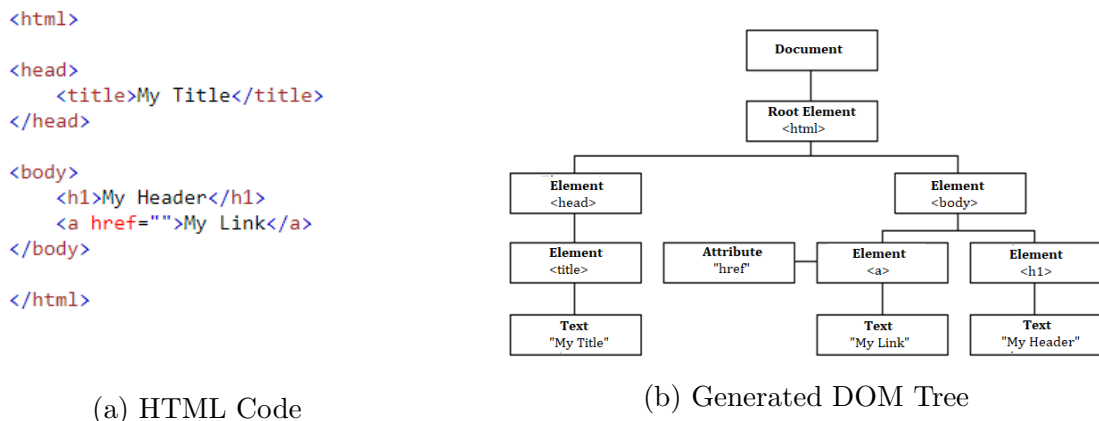 <html>
<head>
<title>My Title</title>
</head>
<body>
<h1>My Header</h1>
<a href="">My Link</a>
</body>
</html>
(a) HTML Code
Document
Root Element
<html>
Element
<head>
Element
<body>
Element
<title>
Attribute
"href"
Element
<a>
Element
<h1>
Text
"My Title"
Text
"My Link"
Text
"My Header"
(b) Generated DOM Tree